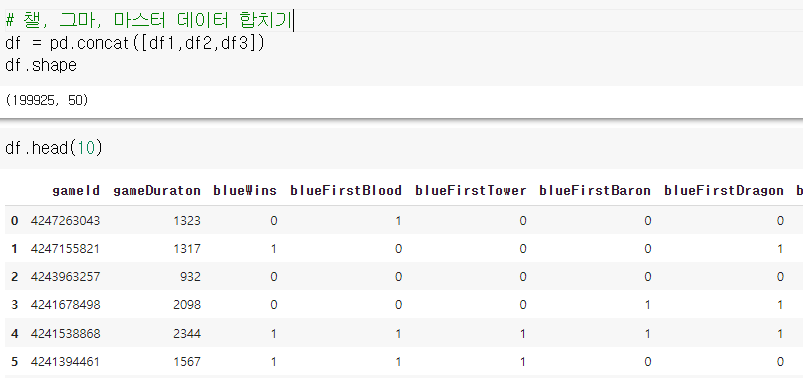 # 챌, 그마, 마스터 데이터 합치기
df = pd.concat([df1,df2,df3])
df.shape
(199925, 50)
df.head(10)
gameId gameDuraton blueWins blueFirstBlood blueFirstTower blueFirstBaron blueFirstDragon
0 4247263043 1323 0 1 0 0 0
1 4247155821 1317 1 0 0 0 1
2 4243963257 932 0 0 0 0 0
3 4241678498 2098 0 0 0 1 1
4 4241538868 2344 1 1 1 1 1
5 4241394461 1567 1 1 1 0 0